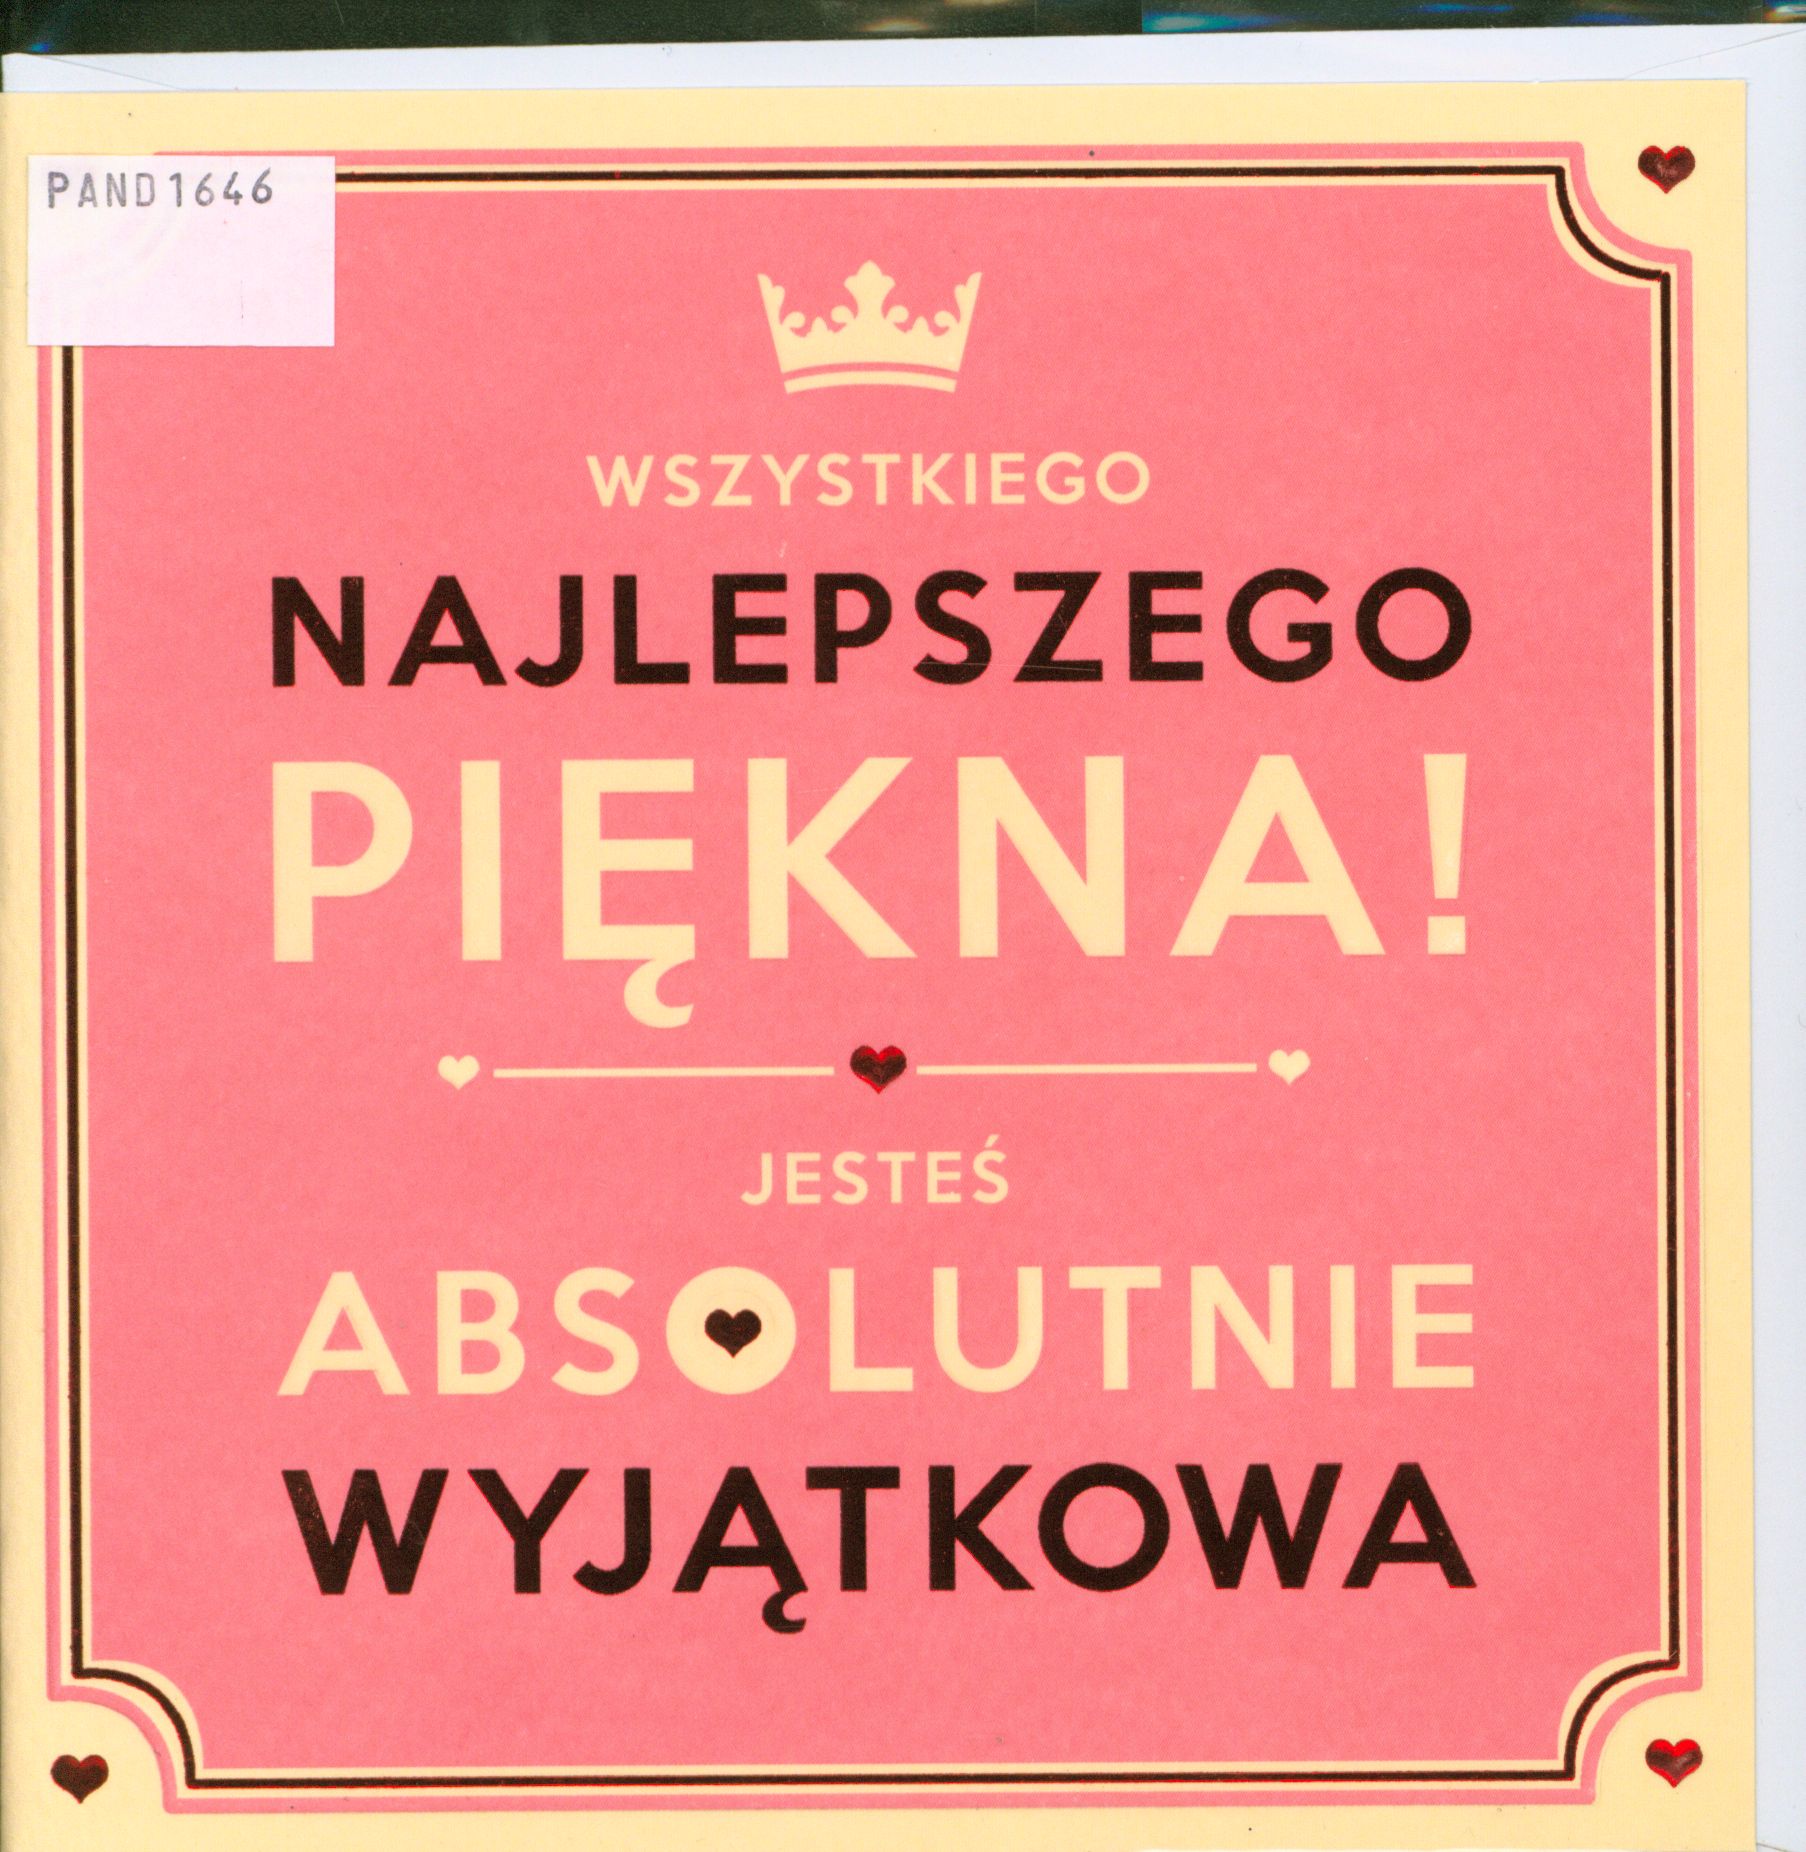 PAND1646
WSZYSTKIEGO
NAJLEPSZEGO
PIĘKNA!
JESTEŚ
ABSOLUTNIE
WYJĄTKOWA